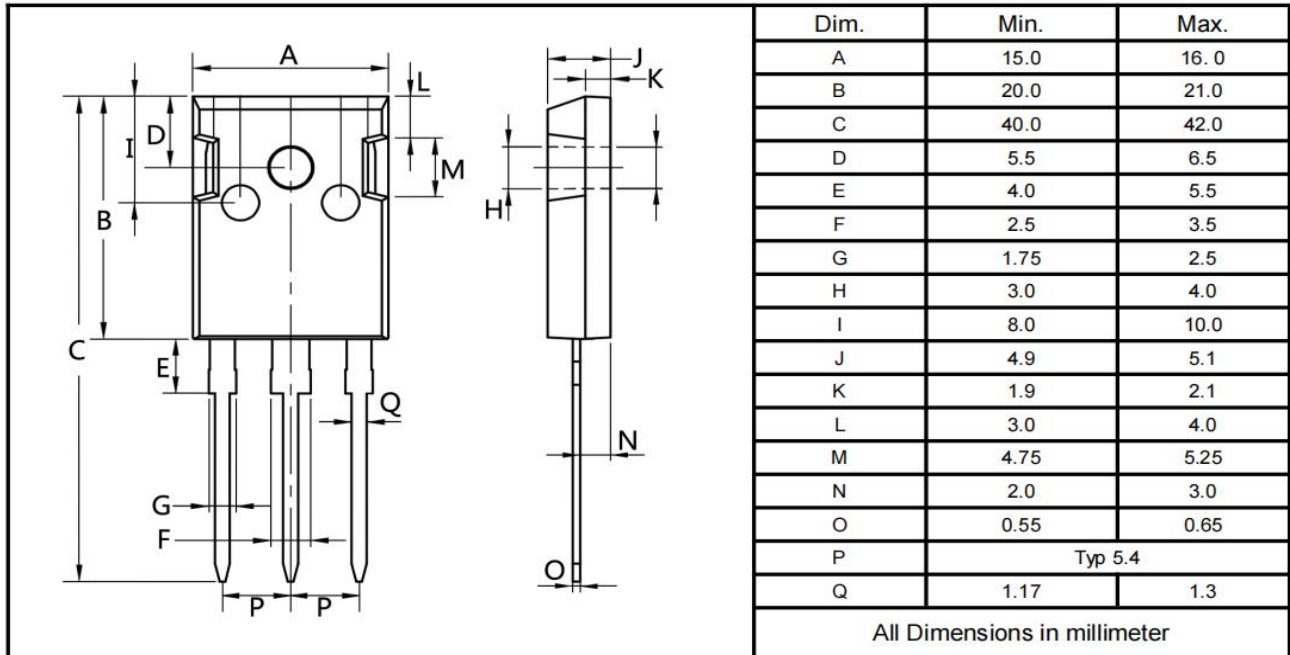 A
L
J
K
D
I
M
H
B
C
E
Q
N
G
F
O
P P
Dim. Min. Max.
A 15.0 16. 0
B 20.0 21.0
C 40.0 42.0
D 5.5 6.5
E 4.0 5.5
F 2.5 3.5
G 1.75 2.5
H 3.0 4.0
I 8.0 10.0
J 4.9 5.1
K 1.9 2.1
L 3.0 4.0
M 4.75 5.25
N 2.0 3.0
O 0.55 0.65
P Typ 5.4
Q 1.17 1.3
All Dimensions in millimeter